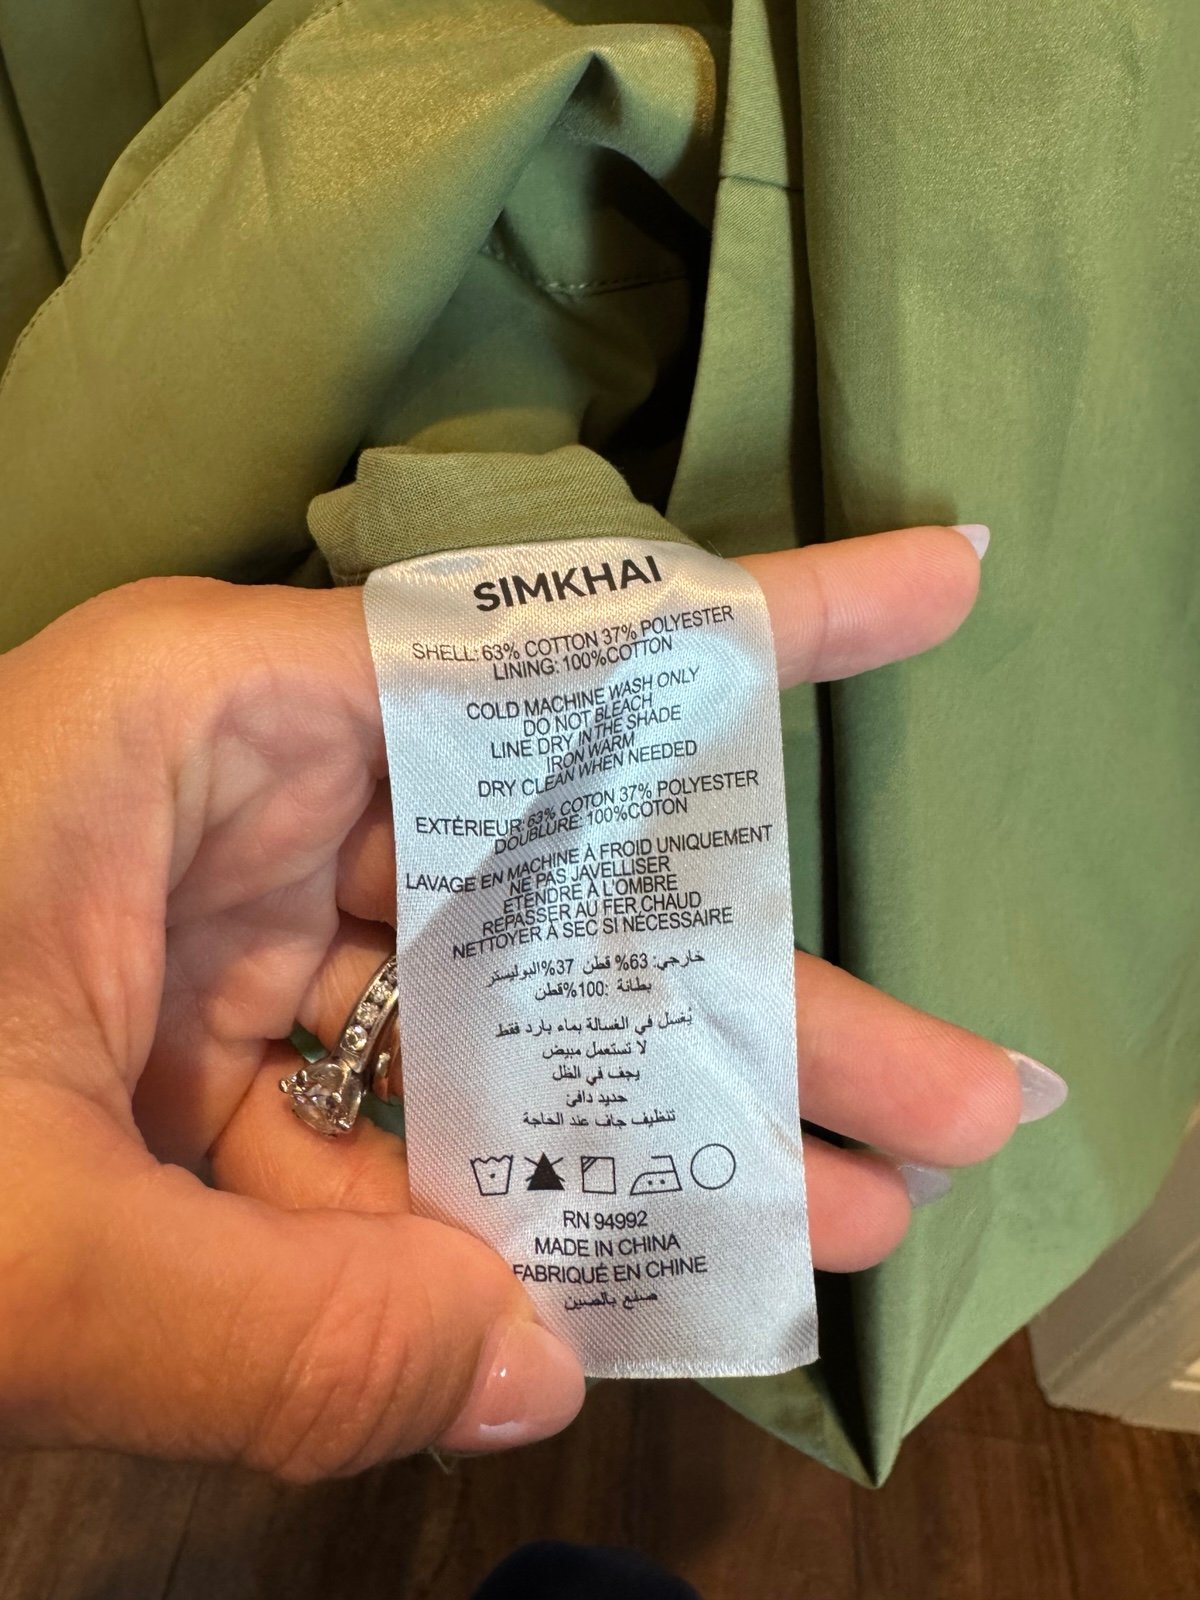 SIMKHAI
SHELL: 63% COTTON 37% POLYESTER
LINING: 100%COTTON
COLD MACHINE WASH ONLY
DO NOT BLEACH
LINE DRY IN THE SHADE
IRON WARM
DRY CLEAN WHEN NEEDED
EXTÉRIEUR: 63% COTON 37% POLYESTER
DOUBLURE: 100%COTON
LAVAGE EN MACHINE À FROID UNIQUEMENT
NE PAS JAVELLISER
ETENDRE À L'OMBRE
REPASSER AU FER CHAUD
NETTOYER À SEC SI NÉCESSAIRE
خارجي: 63% قطن 37%البوليستر
بطانة :100%قطن
يُغسل في الغسالة بماء بارد فقط
لا تستعمل مبيض
يجف في الظل
حديد دافئ
تنظيف جاف عند الحاجة
RN 94992
MADE IN CHINA
FABRIQUÉ EN CHINE
صنع بالصين